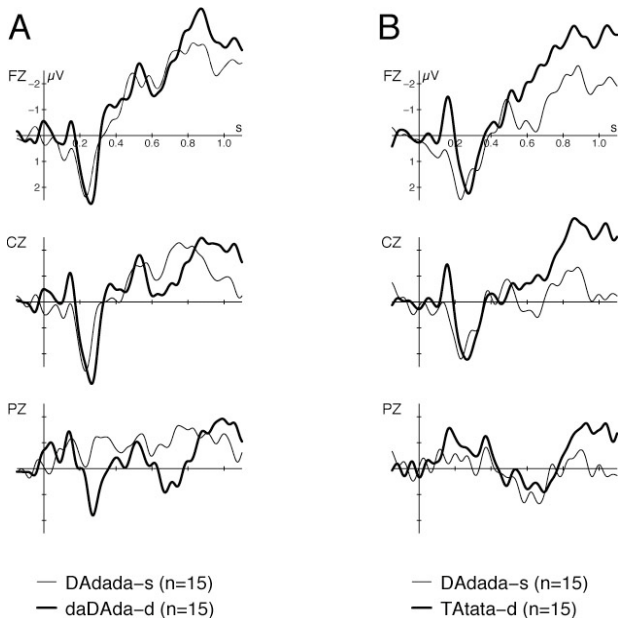 A B
FZ µV FZ µV
-2 -2
-1 -1
s s
0.2 0.4 0.6 0.8 1.0 0.2 0.4 0.6 0.8 1.0
1 1
2 2
CZ CZ
PZ PZ
DAdada-s (n=15) DAdada-s (n=15)
daDAda-d (n=15) TAtata-d (n=15)